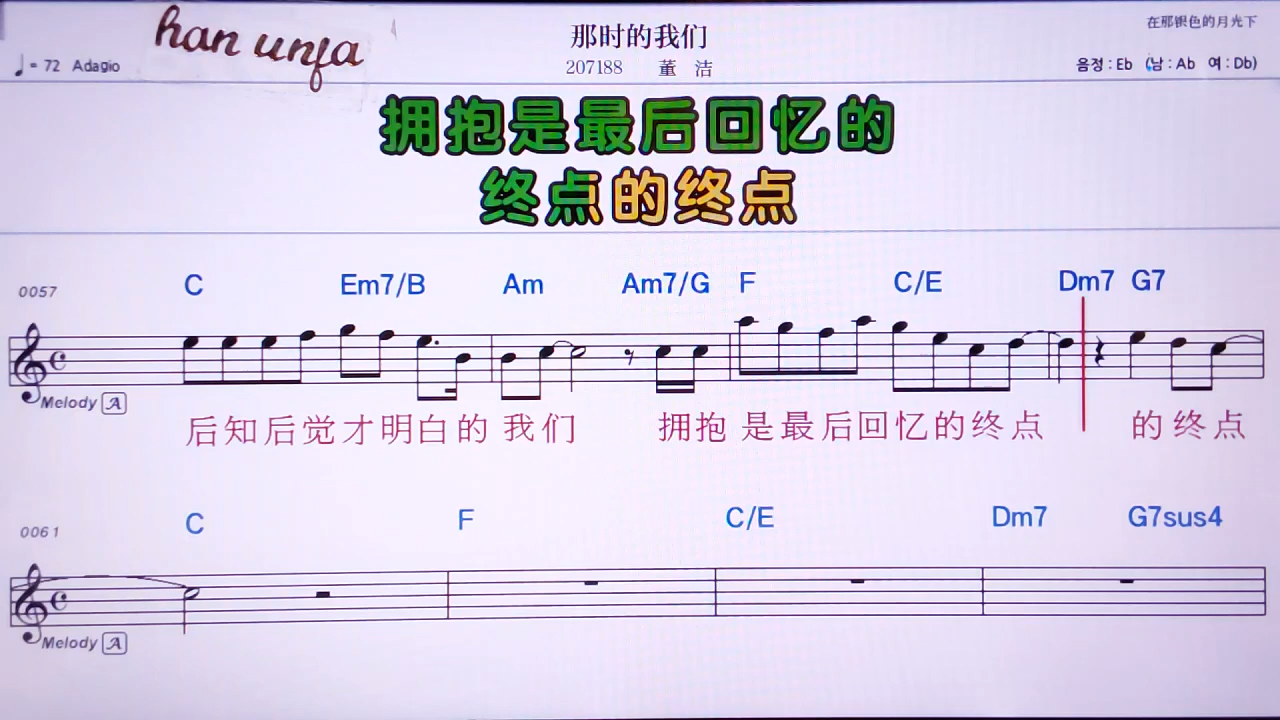 han unfa
那时的我们
在那银色的月光下
♩= 72 Adagio
207188 董 洁
음정 : Eb (남 : Ab 여 : Db)
拥抱是最后回忆的
终点的终点
0057 C Em7/B Am Am7/G F C/E Dm7 G7
Melody A
后知后觉才明白的 我们 拥抱 是最后回忆的终点 的终点
0061 C F C/E Dm7 G7sus4
Melody A